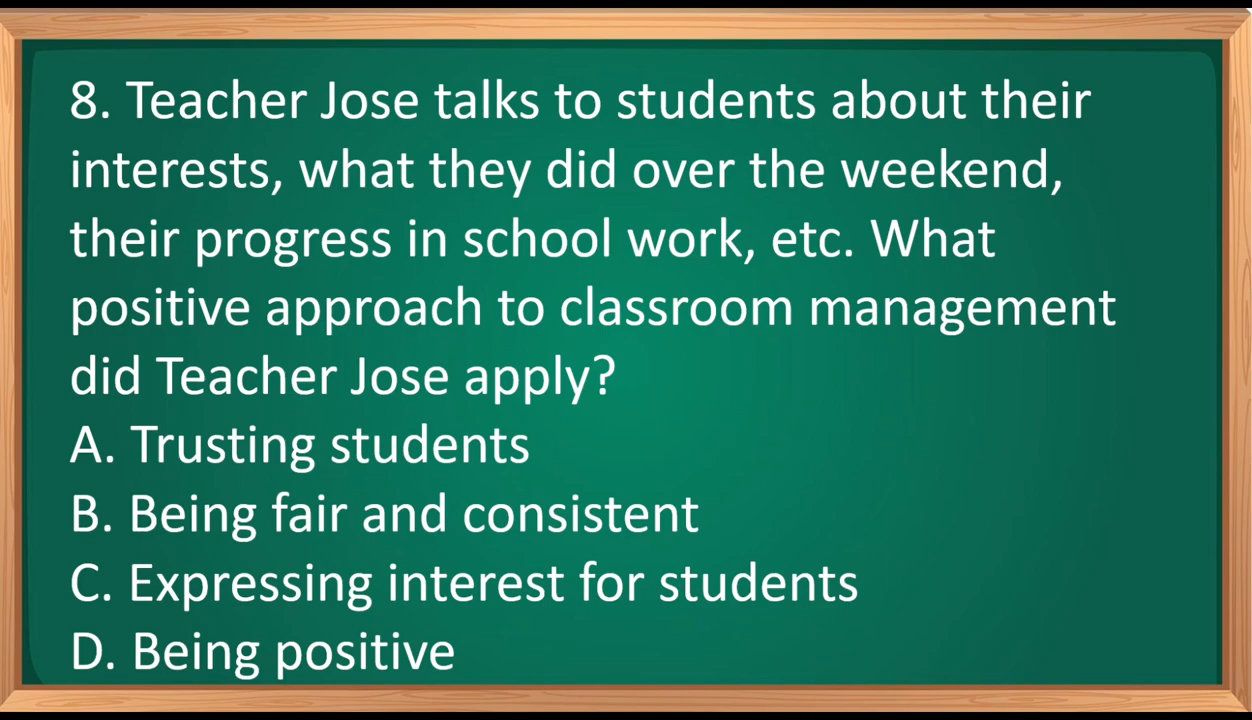 8. Teacher Jose talks to students about their
interests, what they did over the weekend,
their progress in school work, etc. What
positive approach to classroom management
did Teacher Jose apply?
A. Trusting students
B. Being fair and consistent
C. Expressing interest for students
D. Being positive